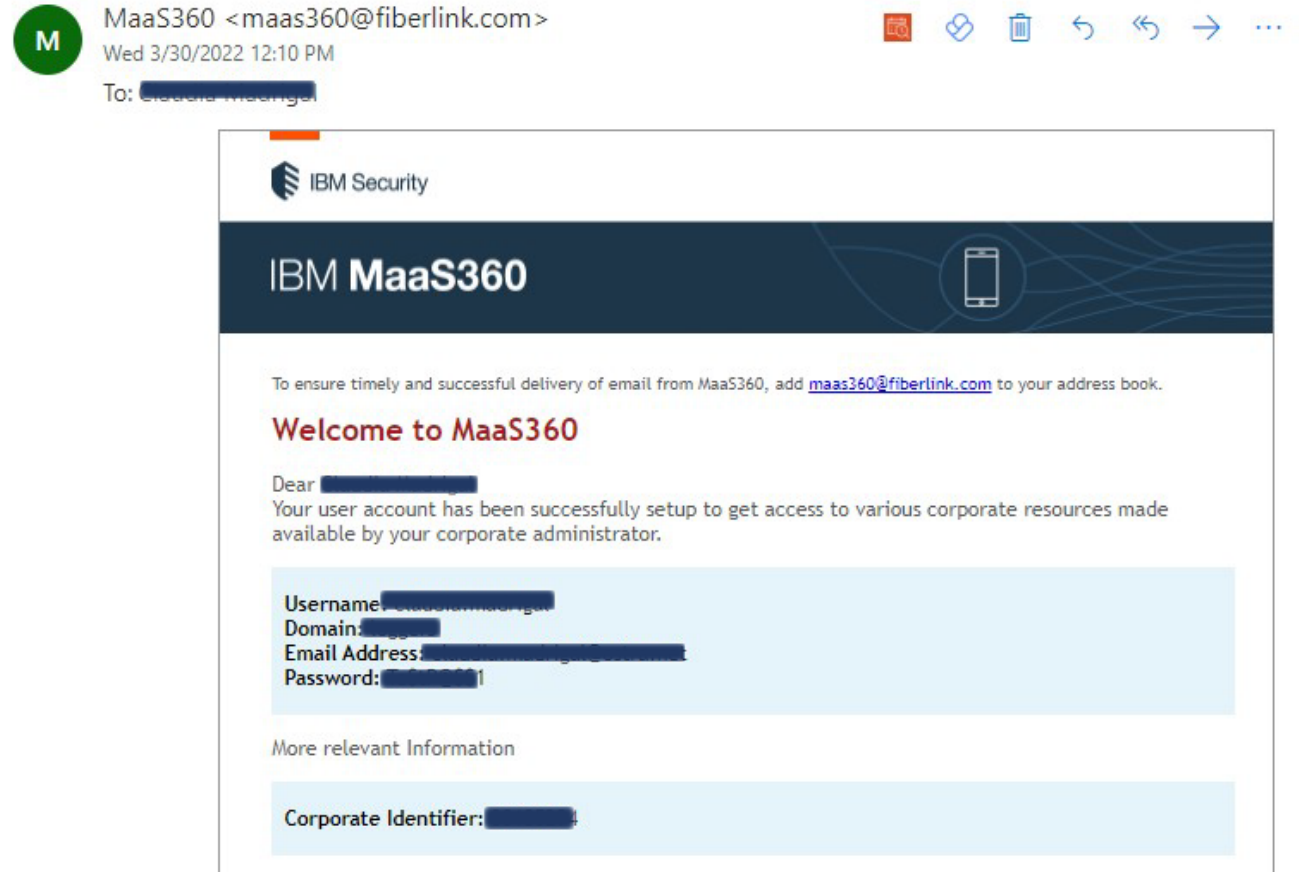 M
MaaS360 <maas360@fiberlink.com>
Wed 3/30/2022 12:10 PM
To:
IBM Security
IBM MaaS360
To ensure timely and successful delivery of email from MaaS360, add maas360@fiberlink.com to your address book.
Welcome to MaaS360
Dear
Your user account has been successfully setup to get access to various corporate resources made
available by your corporate administrator.
Username:
Domain:
Email Address:
Password:
More relevant Information
Corporate Identifier: